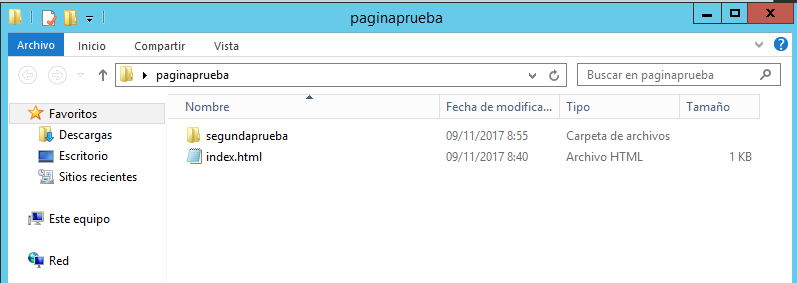 paginaprueba
Archivo Inicio Compartir Vista
paginaprueba Buscar en paginaprueba
Nombre Fecha de modifica... Tipo Tamaño
Favoritos
Descargas
Escritorio
Sitios recientes
Este equipo
Red
segundaprueba 09/11/2017 8:55 Carpeta de archivos
index.html 09/11/2017 8:40 Archivo HTML 1 KB